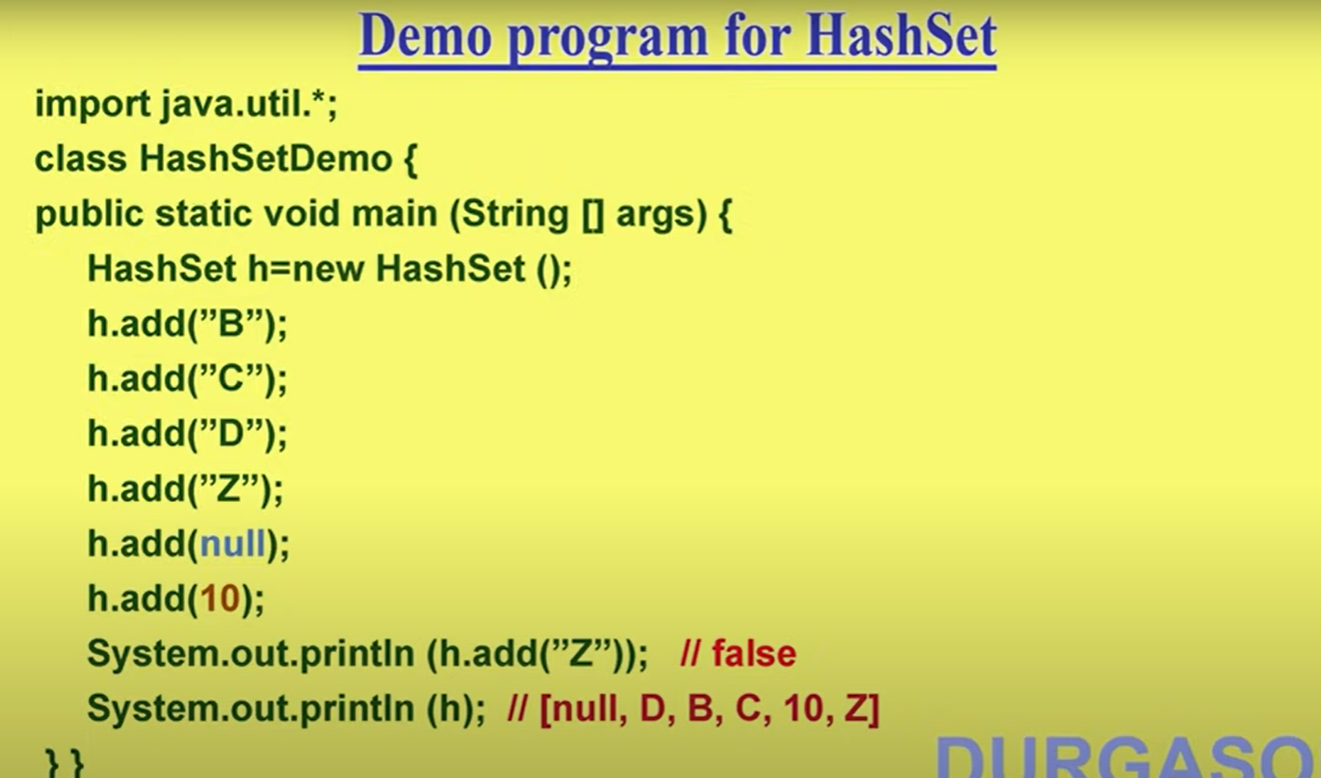 Demo program for HashSet
import java.util.*;
class HashSetDemo {
public static void main (String [] args) {
HashSet h=new HashSet ();
h.add(”B”);
h.add(”C”);
h.add(”D”);
h.add(”Z”);
h.add(null);
h.add(10);
System.out.println (h.add(”Z”)); // false
System.out.println (h); // [null, D, B, C, 10, Z]
} }
DURGASO